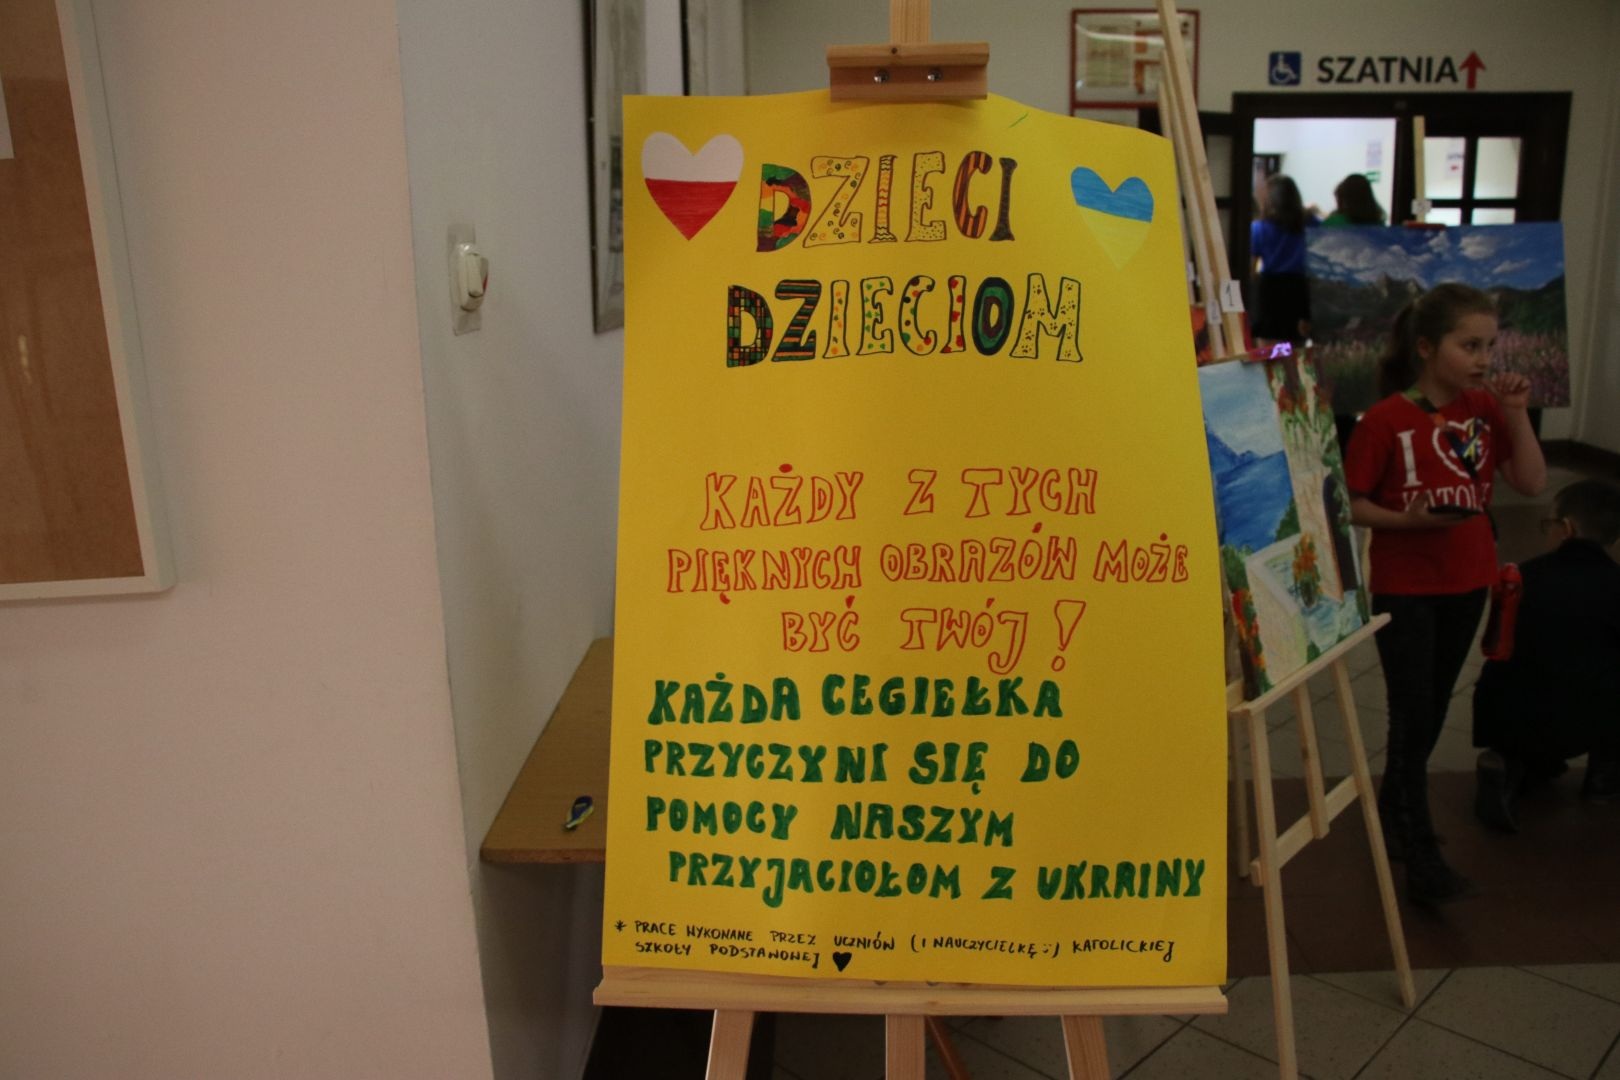 SZATNIA
DZIECI
DZIECIOM
KAŻDY Z TYCH
PIĘKNYCH OBRAZÓW MOŻE
BYĆ TWÓJ!
KAŻDA CEGIEŁKA
PRZYCZYNI SIĘ DO
POMOCY NASZYM
PRZYJACIOŁOM Z UKRAINY
* PRACE WYKONANE PRZEZ UCZNIÓW (I NAUCZYCIELKĘ :)) KATOLICKIEJ
SZKOŁY PODSTAWOWEJ
1
I